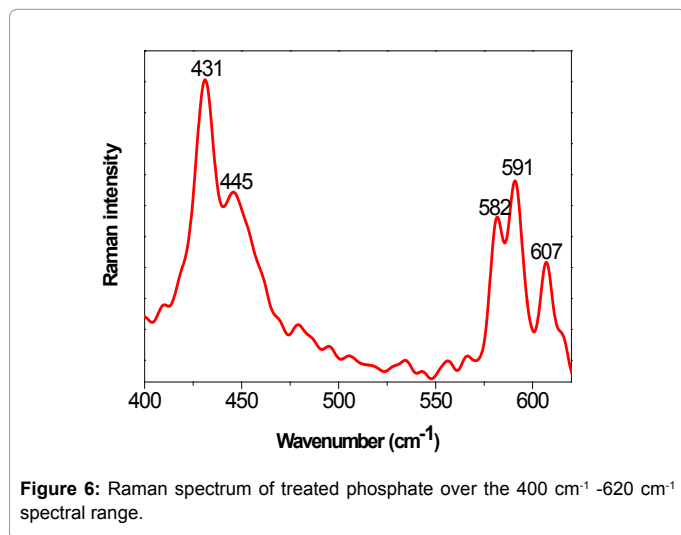 431
445
591
582
607
Raman intensity
400 450 500 550 600
Wavenumber (cm⁻¹)
Figure 6: Raman spectrum of treated phosphate over the 400 cm⁻¹ -620 cm⁻¹
spectral range.